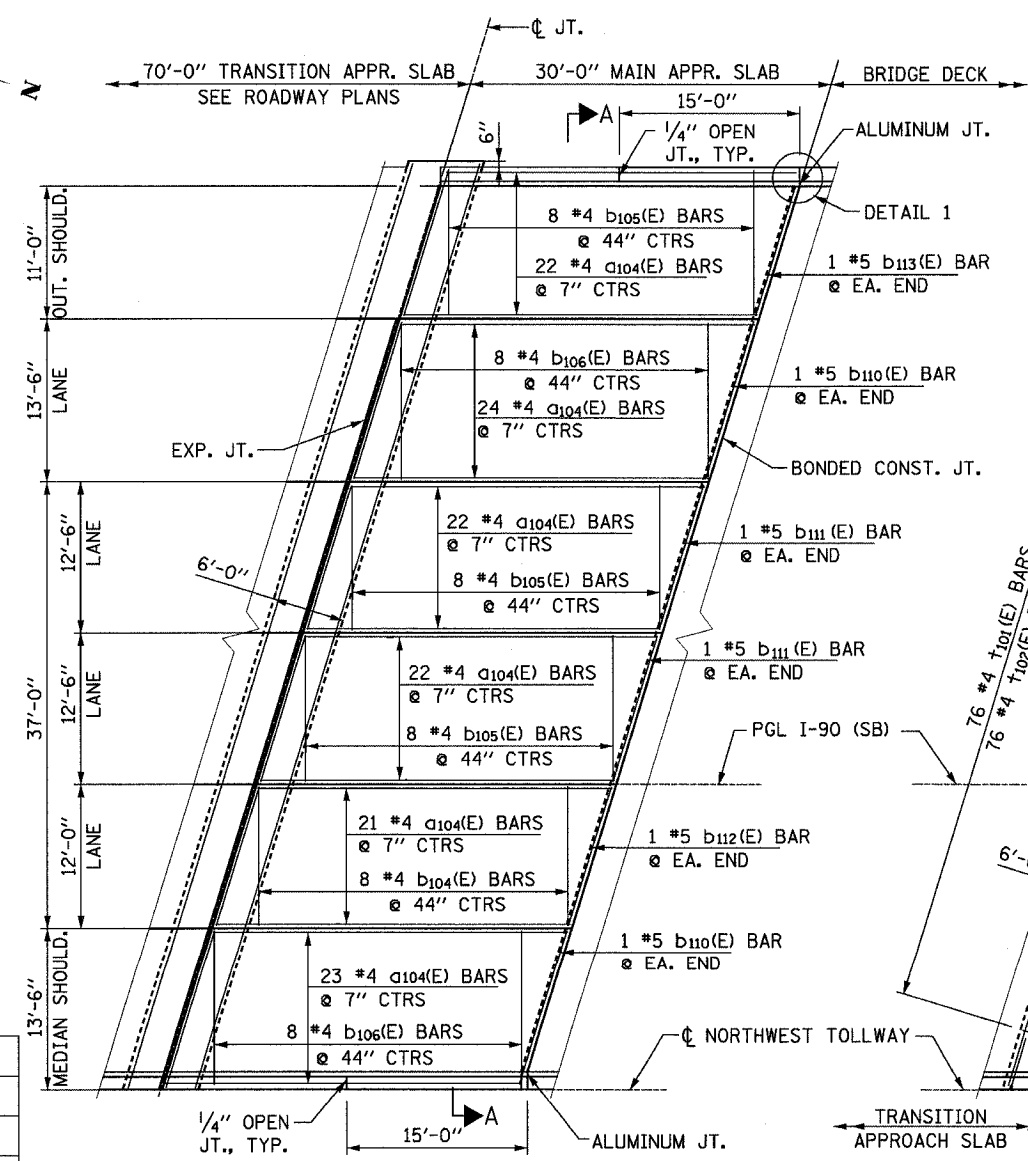 ℄ JT.
N
70'-0" TRANSITION APPR. SLAB
SEE ROADWAY PLANS
30'-0" MAIN APPR. SLAB
BRIDGE DECK
15'-0"
A
6"
1/4" OPEN
JT., TYP.
ALUMINUM JT.
DETAIL 1
11'-0"
OUT. SHOULD.
8 #4 b105(E) BARS
@ 44" CTRS
22 #4 a104(E) BARS
@ 7" CTRS
1 #5 b113(E) BAR
@ EA. END
13'-6"
LANE
8 #4 b106(E) BARS
@ 44" CTRS
24 #4 a104(E) BARS
@ 7" CTRS
1 #5 b110(E) BAR
@ EA. END
EXP. JT.
BONDED CONST. JT.
37'-0"
12'-6"
LANE
22 #4 a104(E) BARS
@ 7" CTRS
8 #4 b105(E) BARS
@ 44" CTRS
1 #5 b111(E) BAR
@ EA. END
6'-0"
12'-6"
LANE
22 #4 a104(E) BARS
@ 7" CTRS
8 #4 b105(E) BARS
@ 44" CTRS
1 #5 b111(E) BAR
@ EA. END
76 #4 t101(E) BARS
76 #4 t102(E)
PGL I-90 (SB)
12'-0"
LANE
21 #4 a104(E) BARS
@ 7" CTRS
8 #4 b104(E) BARS
@ 44" CTRS
1 #5 b112(E) BAR
@ EA. END
13'-6"
MEDIAN SHOULD.
23 #4 a104(E) BARS
@ 7" CTRS
8 #4 b106(E) BARS
@ 44" CTRS
1 #5 b110(E) BAR
@ EA. END
℄ NORTHWEST TOLLWAY
1/4" OPEN
JT., TYP.
15'-0"
A
ALUMINUM JT.
TRANSITION
APPROACH SLAB